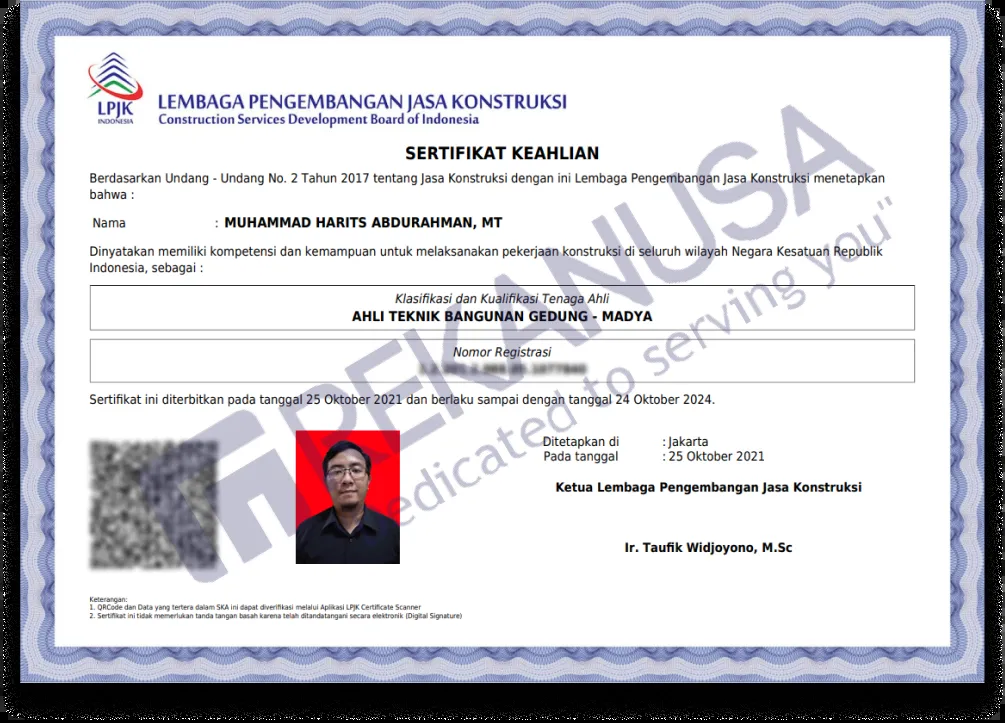 LPJK
INDONESIA
LEMBAGA PENGEMBANGAN JASA KONSTRUKSI
Construction Services Development Board of Indonesia
SERTIFIKAT KEAHLIAN
Berdasarkan Undang - Undang No. 2 Tahun 2017 tentang Jasa Konstruksi dengan ini Lembaga Pengembangan Jasa Konstruksi menetapkan
bahwa :
Nama : MUHAMMAD HARITS ABDURAHMAN, MT
Dinyatakan memiliki kompetensi dan kemampuan untuk melaksanakan pekerjaan konstruksi di seluruh wilayah Negara Kesatuan Republik
Indonesia, sebagai :
Klasifikasi dan Kualifikasi Tenaga Ahli
AHLI TEKNIK BANGUNAN GEDUNG - MADYA
Nomor Registrasi
Sertifikat ini diterbitkan pada tanggal 25 Oktober 2021 dan berlaku sampai dengan tanggal 24 Oktober 2024.
Ditetapkan di : Jakarta
Pada tanggal : 25 Oktober 2021
Ketua Lembaga Pengembangan Jasa Konstruksi
Ir. Taufik Widjoyono, M.Sc
Keterangan:
1. QRCode dan Data yang tertera dalam SKA ini dapat diverifikasi melalui Aplikasi LPJK Certificate Scanner
2. Sertifikat ini tidak memerlukan tanda tangan basah karena telah ditandatangani secara elektronik (Digital Signature)
REKANUSA
dedicated to serving you"